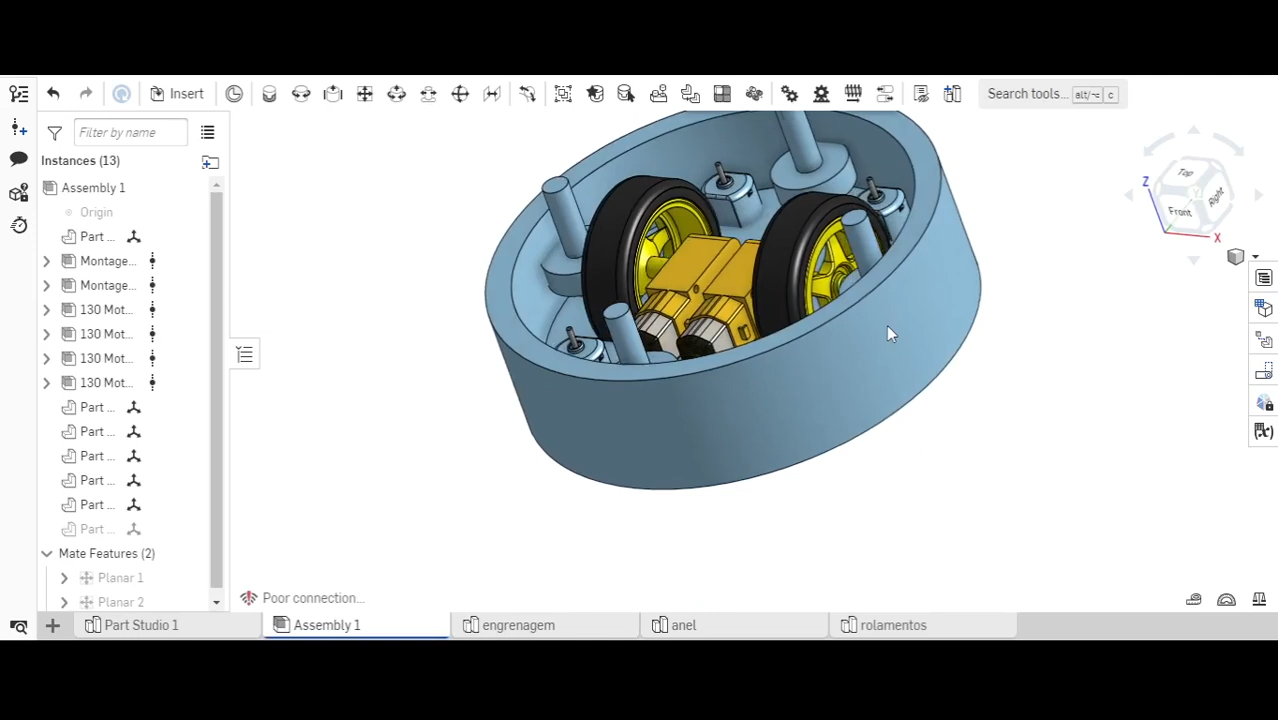 Insert
Search tools... alt/⌥ c
Filter by name
Instances (13)
Assembly 1
Origin
Part ...
Montage...
Montage...
130 Mot...
130 Mot...
130 Mot...
130 Mot...
Part ...
Part ...
Part ...
Part ...
Part ...
Part ...
Mate Features (2)
Planar 1
Planar 2
Z
Top
Front
Right
X
Poor connection...
Part Studio 1
Assembly 1
engrenagem
anel
rolamentos